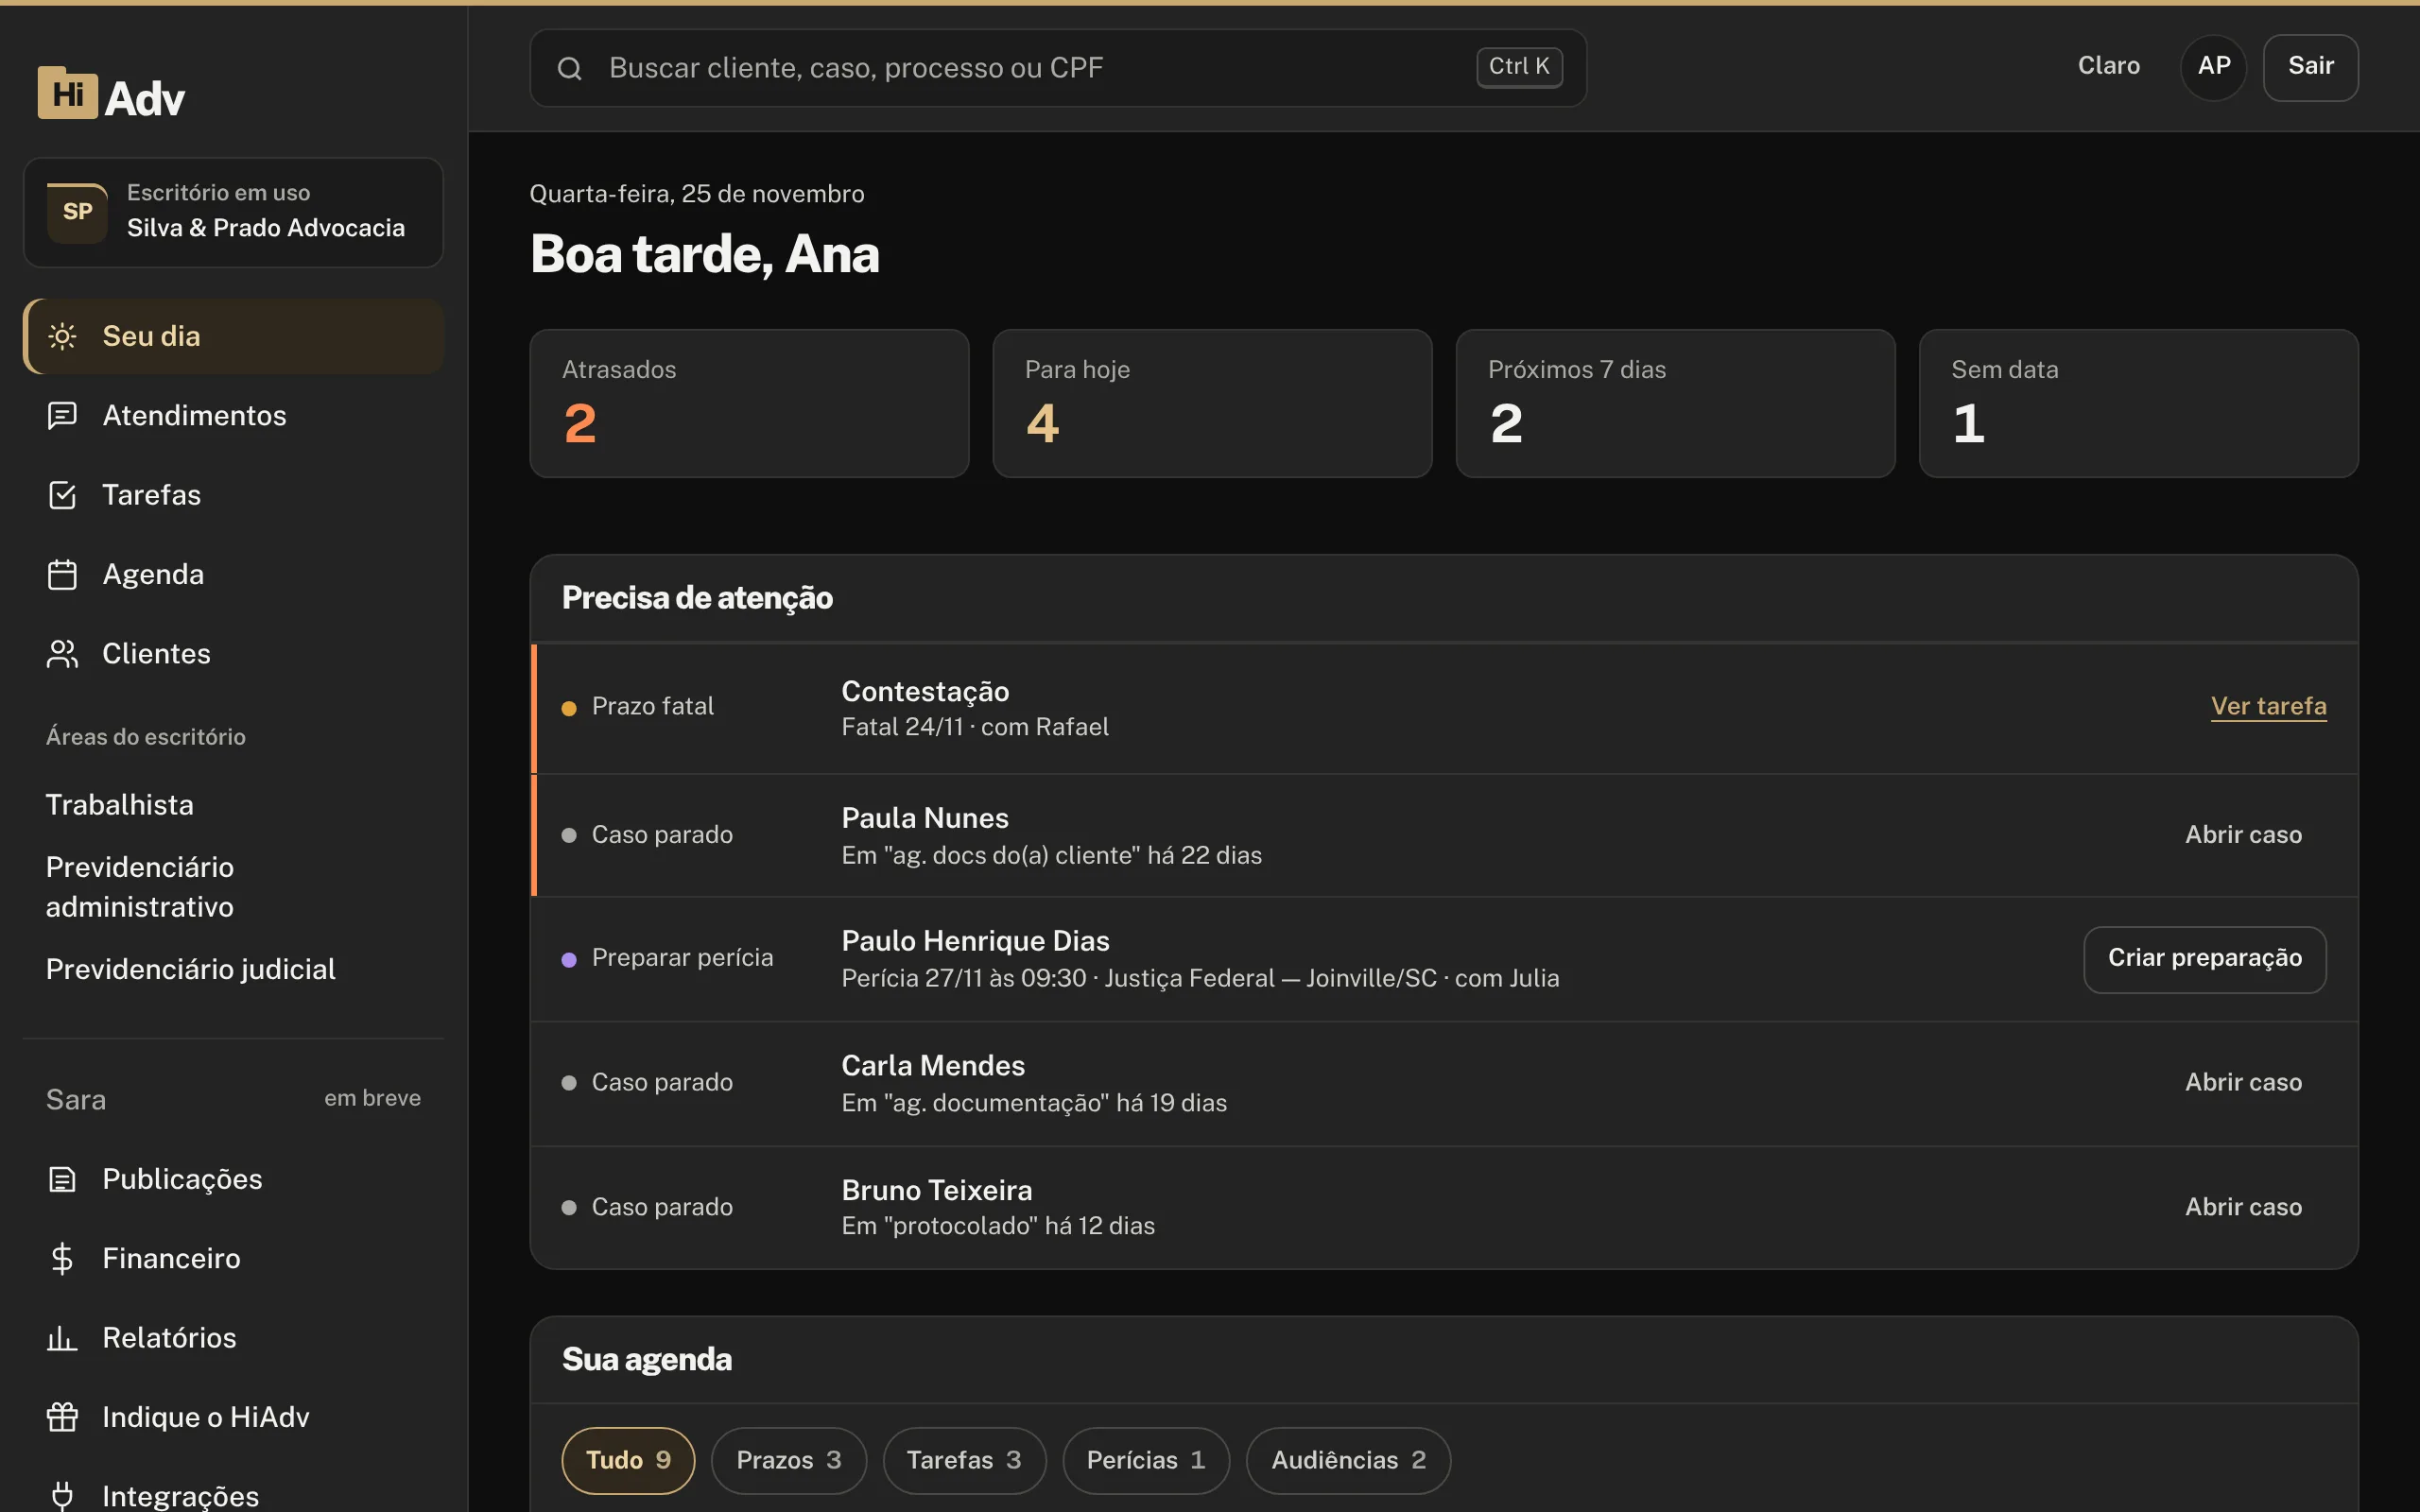 Hi Adv
Escritório em uso
SP
Silva & Prado Advocacia
Seu dia
Atendimentos
Tarefas
Agenda
Clientes
Áreas do escritório
Trabalhista
Previdenciário
administrativo
Previdenciário judicial
Sara em breve
Publicações
Financeiro
Relatórios
Indique o HiAdv
Integrações
Buscar cliente, caso, processo ou CPF Ctrl K
Claro AP Sair
Quarta-feira, 25 de novembro
Boa tarde, Ana
Atrasados
2
Para hoje
4
Próximos 7 dias
2
Sem data
1
Precisa de atenção
Prazo fatal
Contestação
Fatal 24/11 · com Rafael
Ver tarefa
Caso parado
Paula Nunes
Em "ag. docs do(a) cliente" há 22 dias
Abrir caso
Preparar perícia
Paulo Henrique Dias
Perícia 27/11 às 09:30 · Justiça Federal — Joinville/SC · com Julia
Criar preparação
Caso parado
Carla Mendes
Em "ag. documentação" há 19 dias
Abrir caso
Caso parado
Bruno Teixeira
Em "protocolado" há 12 dias
Abrir caso
Sua agenda
Tudo 9 Prazos 3 Tarefas 3 Perícias 1 Audiências 2